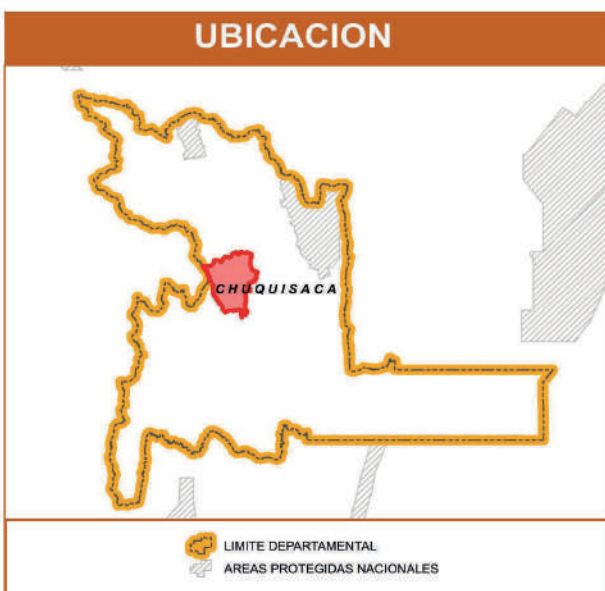 UBICACION
CHUQUISACA
LIMITE DEPARTAMENTAL
AREAS PROTEGIDAS NACIONALES